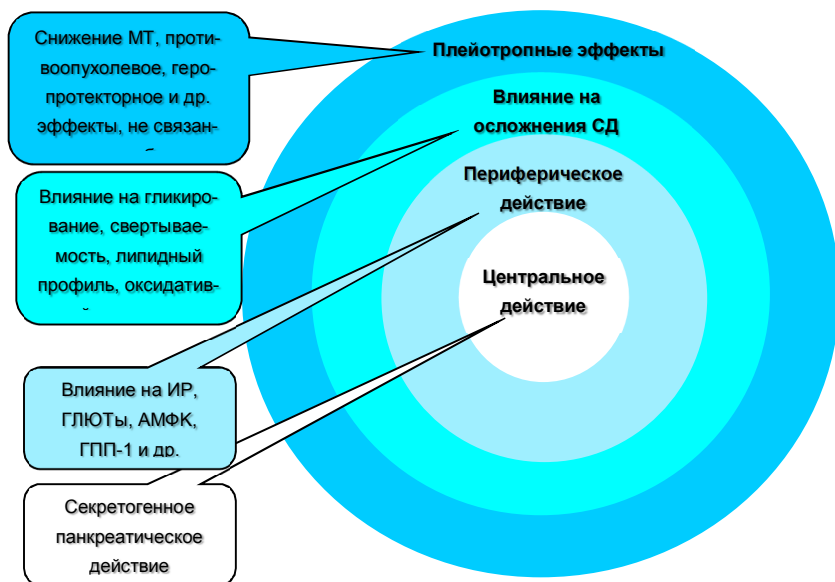 Снижение МТ, проти-
воопухолевое, геро-
протекторное и др.
эффекты, не связан-
Влияние на гликиро-
вание, свертывае-
мость, липидный
профиль, оксидатив-
Влияние на ИР,
ГЛЮТы, АМФК,
ГПП-1 и др.
Секретогенное
панкреатическое
действие
Плейотропные эффекты
Влияние на
осложнения СД
Периферическое
действие
Центральное
действие